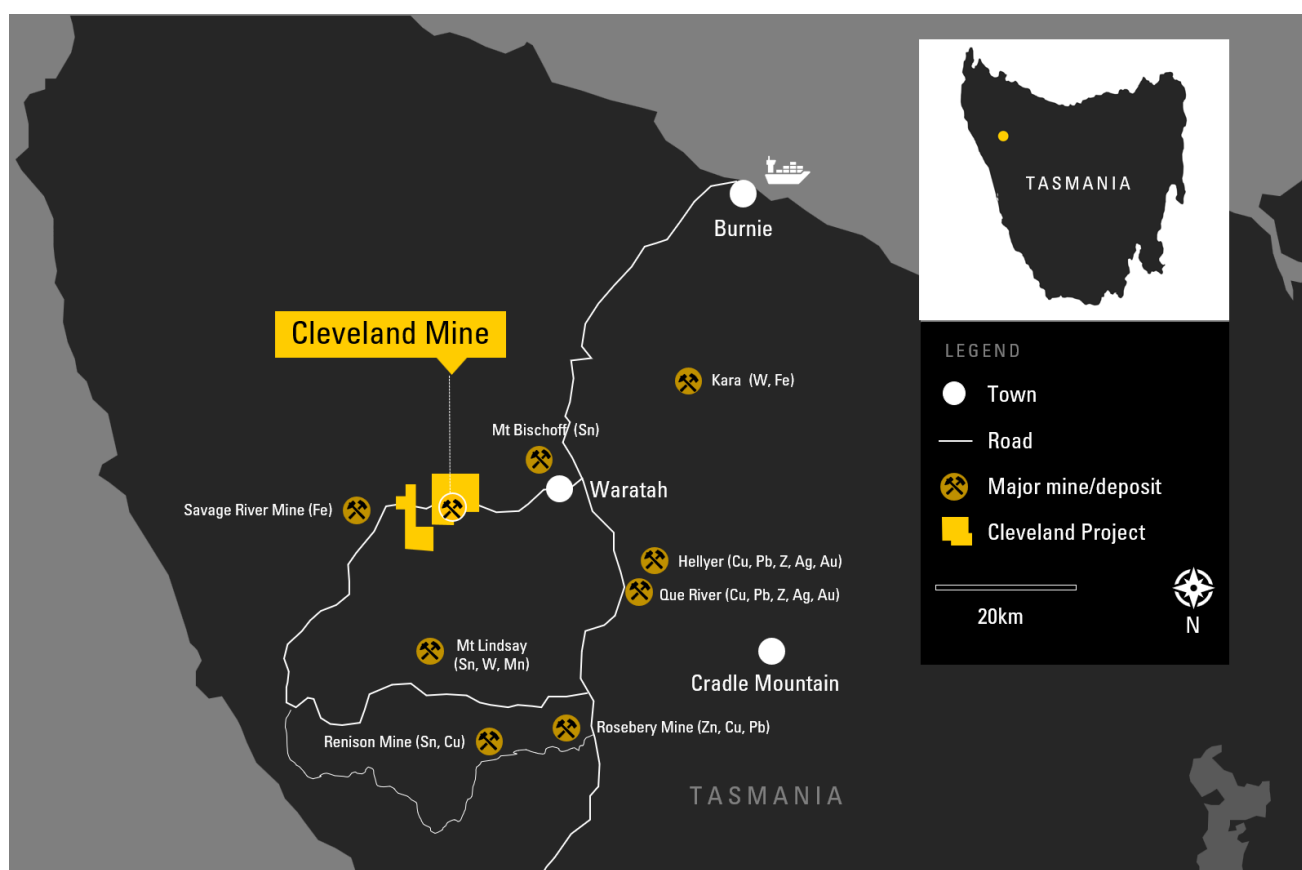 Burnie
TASMANIA
Cleveland Mine
LEGEND
Town
Road
Major mine/deposit
Cleveland Project
20km
N
Kara (W, Fe)
Mt Bischoff (Sn)
Waratah
Savage River Mine (Fe)
Hellyer (Cu, Pb, Z, Ag, Au)
Que River (Cu, Pb, Z, Ag, Au)
Mt Lindsay
(Sn, W, Mn)
Cradle Mountain
Rosebery Mine (Zn, Cu, Pb)
Renison Mine (Sn, Cu)
TASMANIA